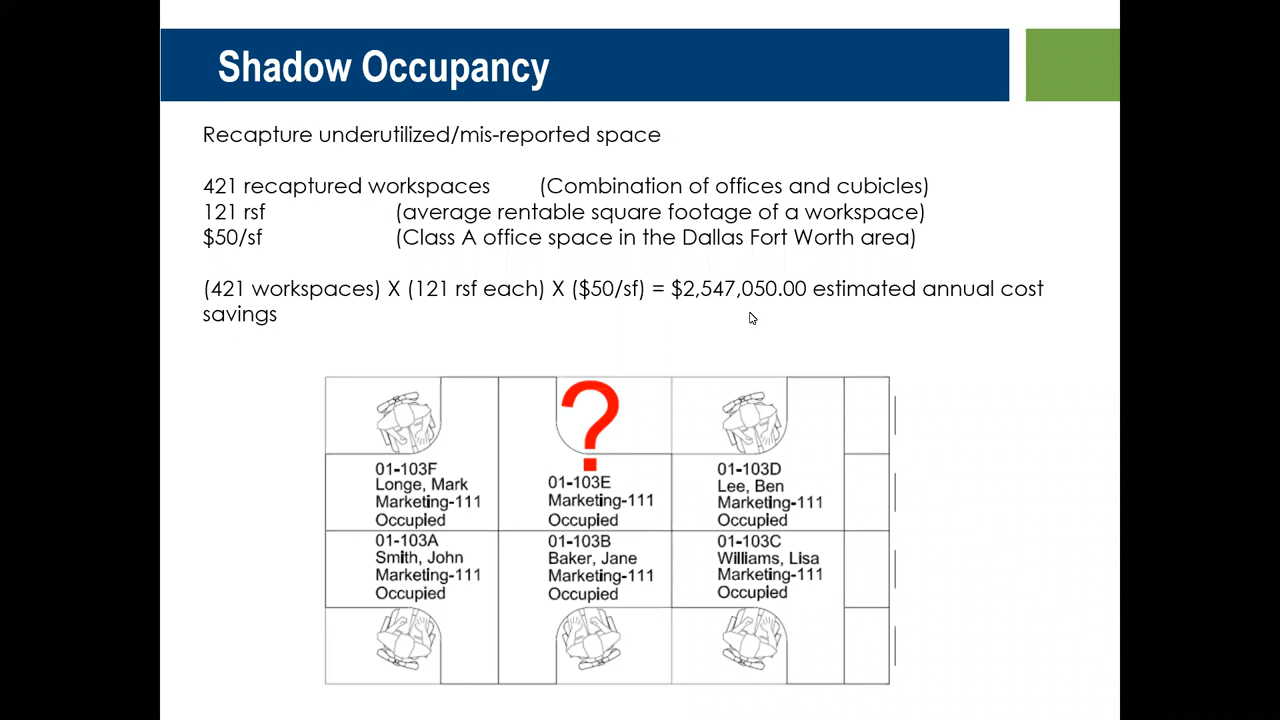 Shadow Occupancy
Recapture underutilized/mis-reported space
421 recaptured workspaces (Combination of offices and cubicles)
121 rsf (average rentable square footage of a workspace)
$50/sf (Class A office space in the Dallas Fort Worth area)
(421 workspaces) X (121 rsf each) X ($50/sf) = $2,547,050.00 estimated annual cost
savings
?
01-103F
Longe, Mark
Marketing-111
Occupied
01-103E
Marketing-111
Occupied
01-103D
Lee, Ben
Marketing-111
Occupied
01-103A
Smith, John
Marketing-111
Occupied
01-103B
Baker, Jane
Marketing-111
Occupied
01-103C
Williams, Lisa
Marketing-111
Occupied